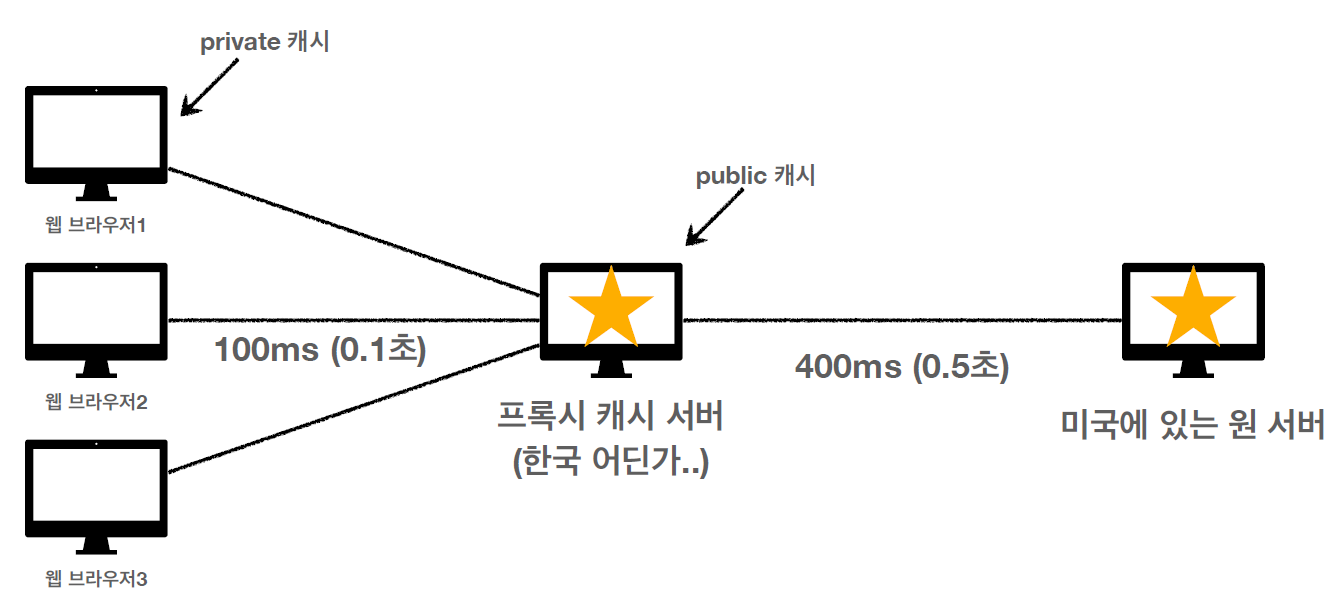 private 캐시
웹 브라우저1
public 캐시
웹 브라우저2
100ms (0.1초)
프록시 캐시 서버
(한국 어딘가..)
400ms (0.5초)
미국에 있는 원 서버
웹 브라우저3